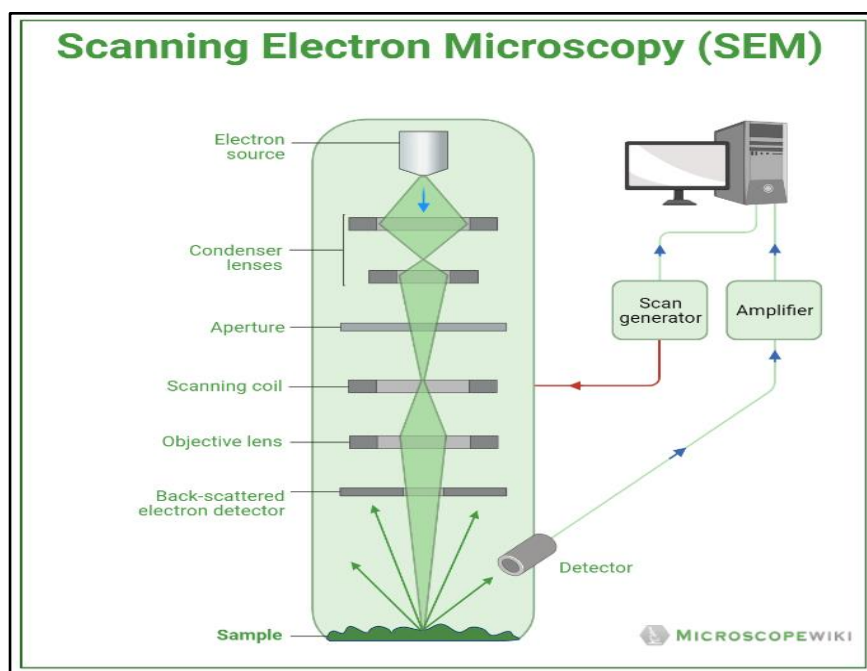 Scanning Electron Microscopy (SEM)
Electron
source
Condenser
lenses
Aperture
Scanning coil
Objective lens
Back-scattered
electron detector
Sample
Scan
generator
Amplifier
Detector
MICROSCOPEWIKI